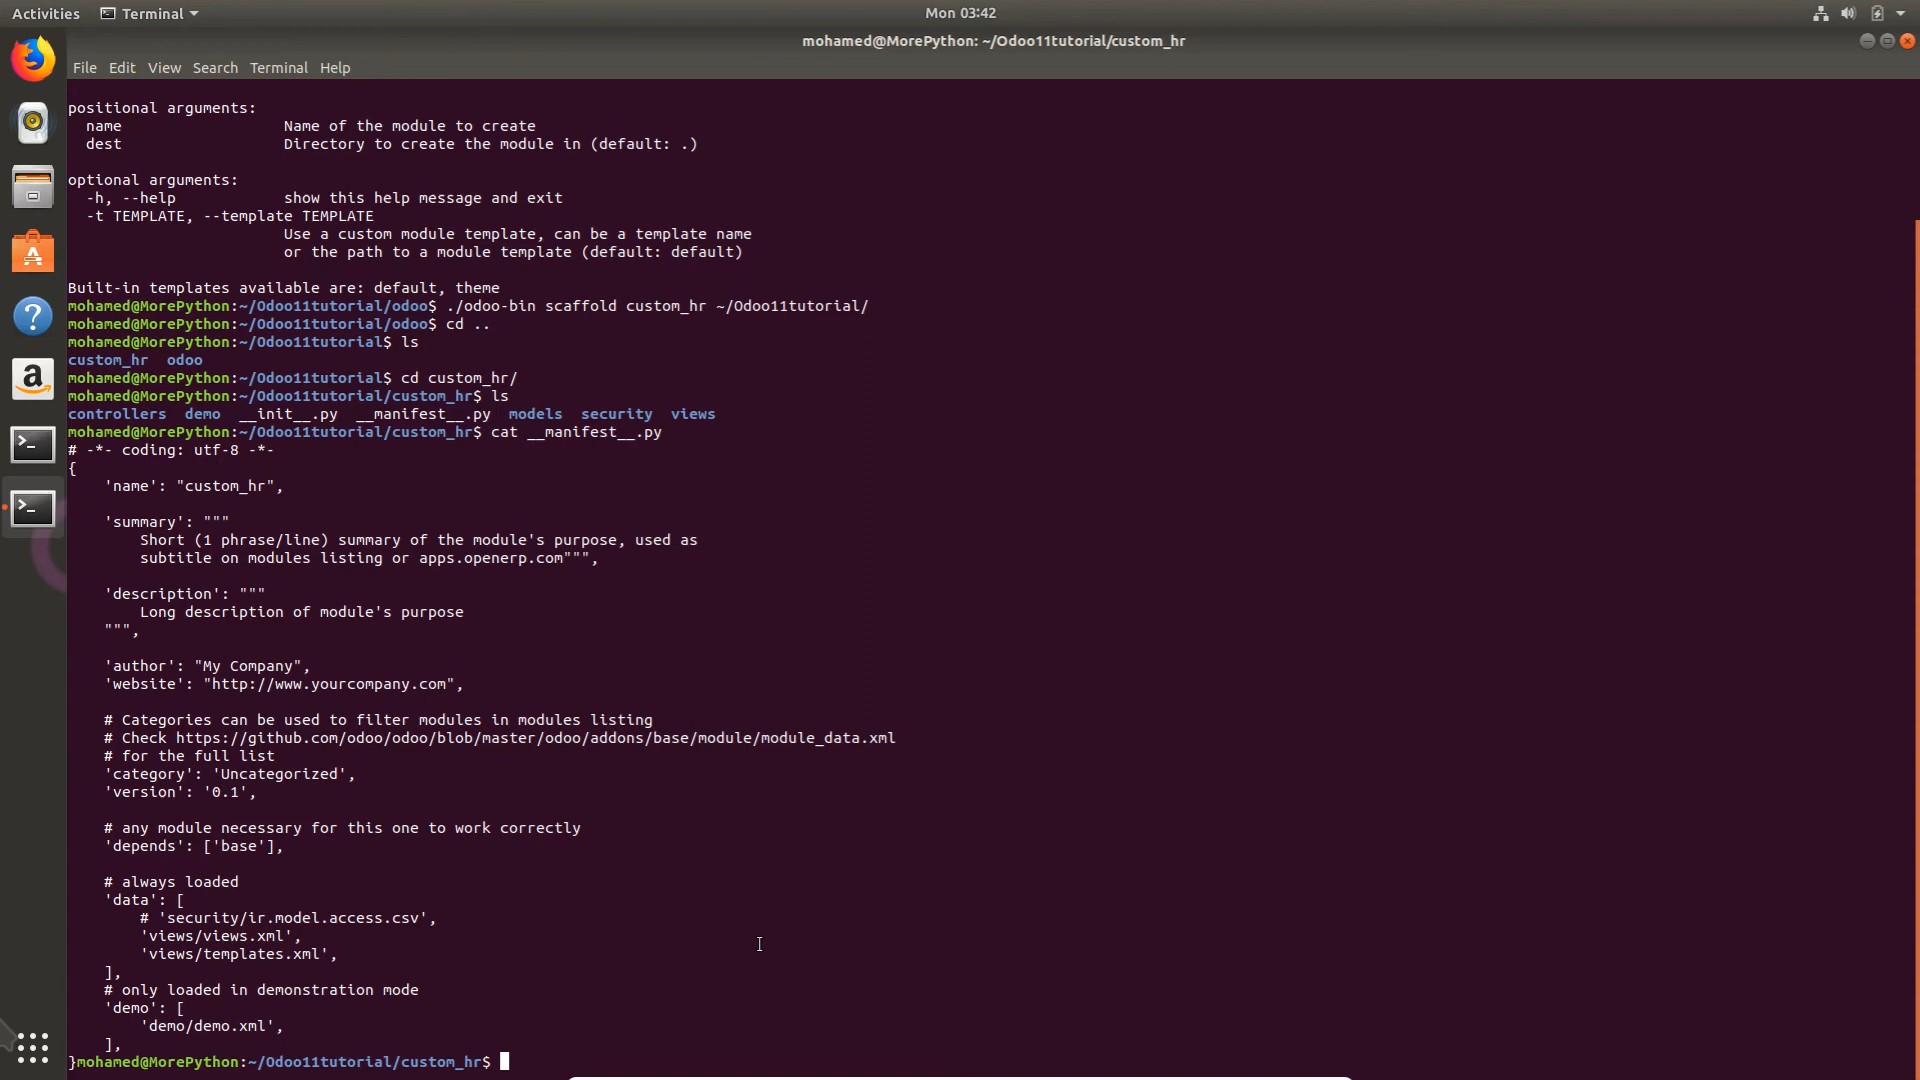 Activities Terminal Mon 03:42
mohamed@MorePython: ~/Odoo11tutorial/custom_hr
File Edit View Search Terminal Help
positional arguments:
  name                  Name of the module to create
  dest                  Directory to create the module in (default: .)
optional arguments:
  -h, --help            show this help message and exit
  -t TEMPLATE, --template TEMPLATE
                        Use a custom module template, can be a template name
                        or the path to a module template (default: default)
Built-in templates available are: default, theme
mohamed@MorePython:~/Odoo11tutorial/odoo$ ./odoo-bin scaffold custom_hr ~/Odoo11tutorial/
mohamed@MorePython:~/Odoo11tutorial/odoo$ cd ..
mohamed@MorePython:~/Odoo11tutorial$ ls
custom_hr  odoo
mohamed@MorePython:~/Odoo11tutorial$ cd custom_hr/
mohamed@MorePython:~/Odoo11tutorial/custom_hr$ ls
controllers  demo  __init__.py  __manifest__.py  models  security  views
mohamed@MorePython:~/Odoo11tutorial/custom_hr$ cat __manifest__.py
# -*- coding: utf-8 -*-
{
    'name': "custom_hr",
    'summary': """
        Short (1 phrase/line) summary of the module's purpose, used as
        subtitle on modules listing or apps.openerp.com""",
    'description': """
        Long description of module's purpose
    """,
    'author': "My Company",
    'website': "http://www.yourcompany.com",
    # Categories can be used to filter modules in modules listing
    # Check https://github.com/odoo/odoo/blob/master/odoo/addons/base/module/module_data.xml
    # for the full list
    'category': 'Uncategorized',
    'version': '0.1',
    # any module necessary for this one to work correctly
    'depends': ['base'],
    # always loaded
    'data': [
        # 'security/ir.model.access.csv',
        'views/views.xml',
        'views/templates.xml',
    ],
    # only loaded in demonstration mode
    'demo': [
        'demo/demo.xml',
    ],
}mohamed@MorePython:~/Odoo11tutorial/custom_hr$